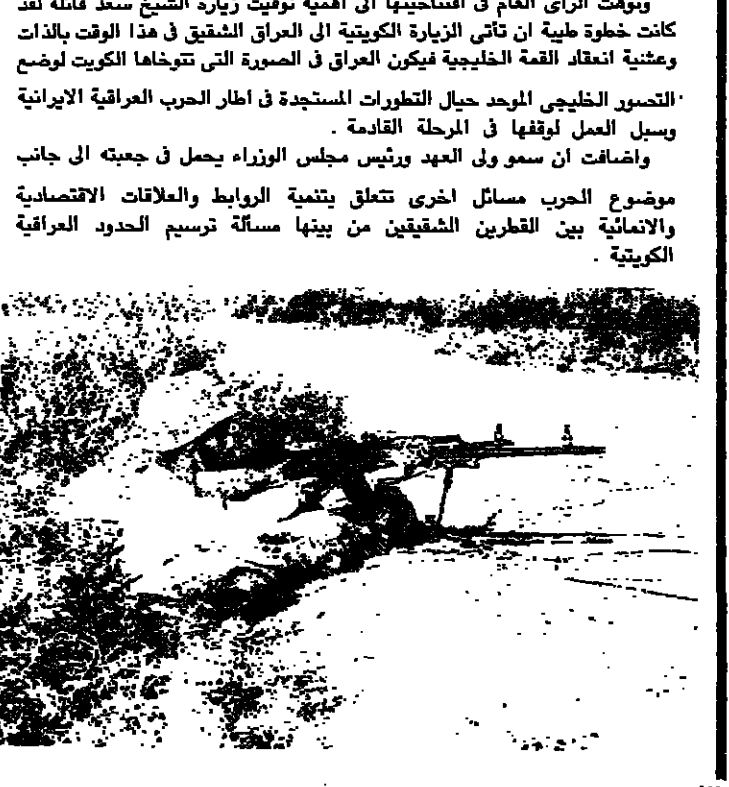 ونوهت الرأى العام فى افتتاحيتها الى اهمية توقيت زيارة الشيخ سعد قائلة لقد
كانت خطوة طيبة ان تأتى الزيارة الكويتية الى العراق الشقيق فى هذا الوقت بالذات
وعشية انعقاد القمة الخليجية فيكون العراق فى الصورة التى نتوخاها الكويت لوضع
التصور الخليجى الموحد حيال التطورات المستجدة فى اطار الحرب العراقية الايرانية
وسبل العمل لوقفها فى المرحلة القادمة .
واضافت ان سمو ولى العهد ورئيس مجلس الوزراء يحمل فى جعبته الى جانب
موضوع الحرب مسائل اخرى تتعلق بتنمية الروابط والعلاقات الاقتصادية
والانمائية بين القطرين الشقيقين من بينها مسألة ترسيم الحدود العراقية
الكويتية .